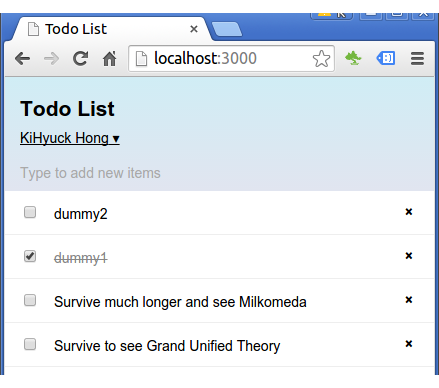 Todo List
localhost:3000
Todo List
KiHyuck Hong ▾
Type to add new items
dummy2
dummy1
Survive much longer and see Milkomeda
Survive to see Grand Unified Theory